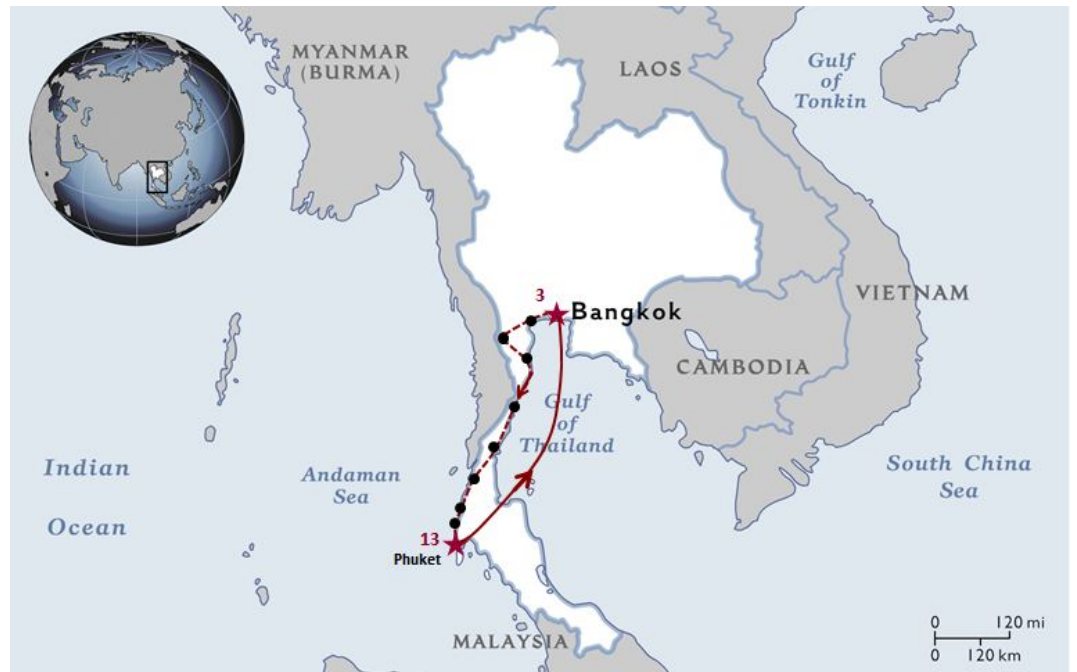 MYANMAR
(BURMA)
LAOS
Gulf
of
Tonkin
3
Bangkok
VIETNAM
CAMBODIA
Gulf
of
Thailand
Indian
Ocean
Andaman
Sea
South China
Sea
13
Phuket
MALAYSIA
0 120 mi
0 120 km